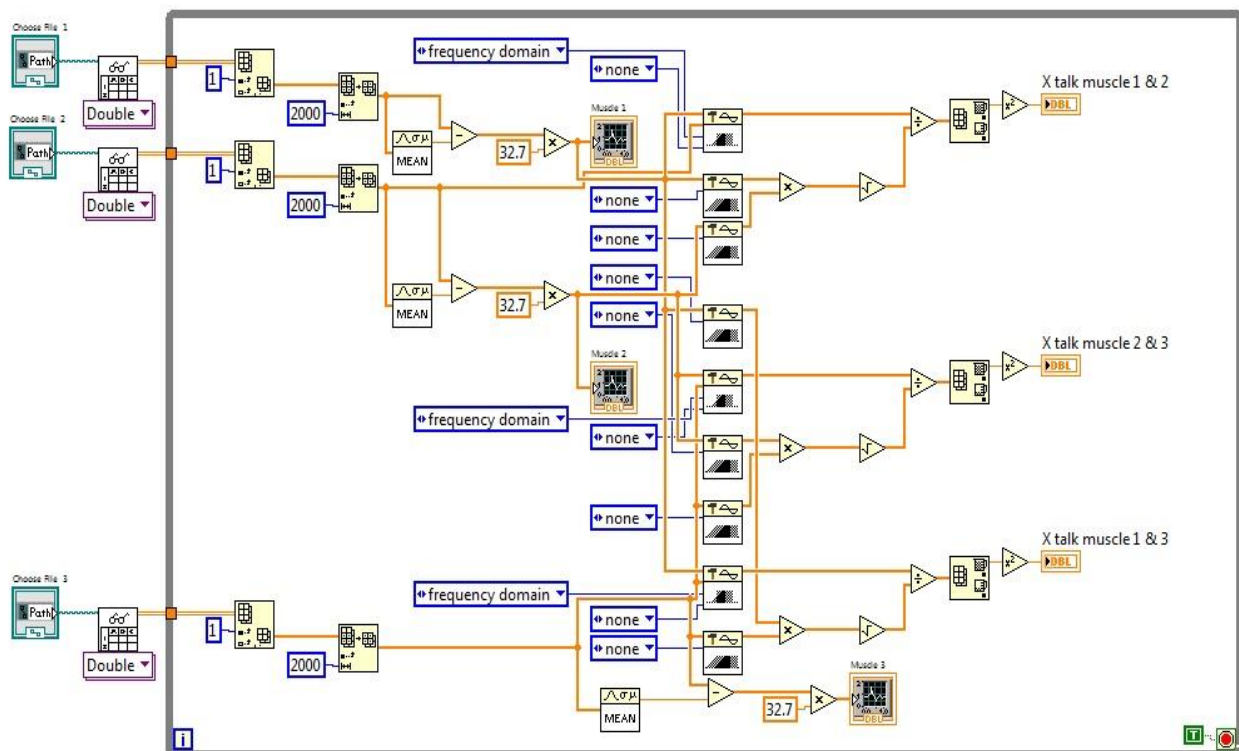 Choose File 1
Path
Double
1
2000
MEAN
32.7
Muscle 1
DBL
frequency domain
none
X talk muscle 1 & 2
DBL
Choose File 2
Path
Double
1
2000
MEAN
32.7
none
none
none
none
Muscle 2
DBL
frequency domain
none
X talk muscle 2 & 3
DBL
none
Choose File 3
Path
Double
1
2000
frequency domain
none
none
MEAN
32.7
Muscle 3
DBL
X talk muscle 1 & 3
DBL
i
T